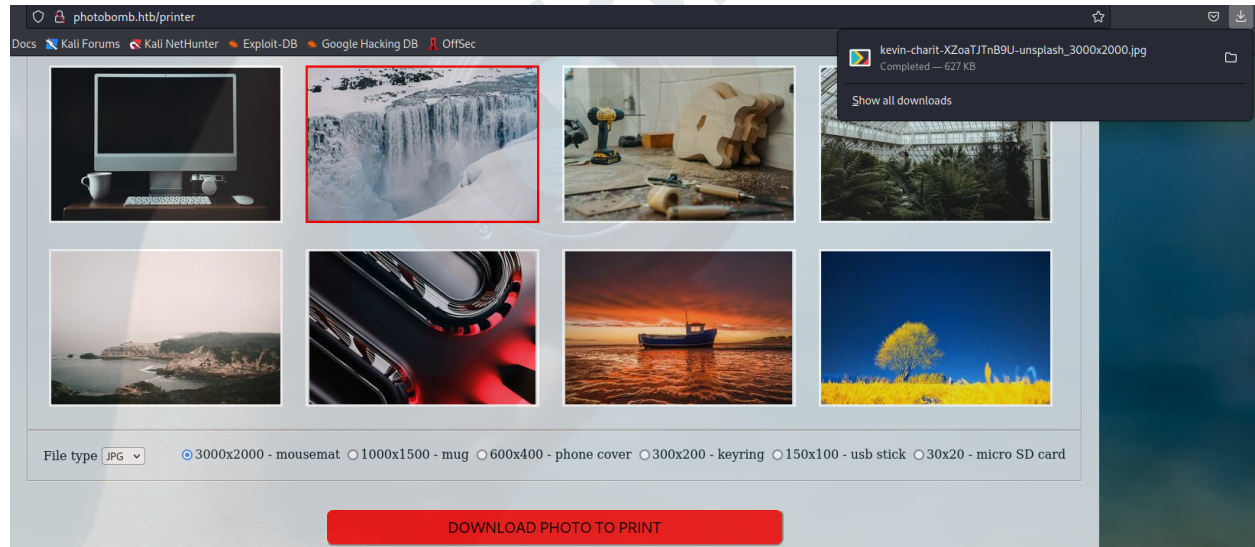 photobomb.htb/printer
Docs Kali Forums Kali NetHunter Exploit-DB Google Hacking DB OffSec
kevin-charit-XZoaTJTnB9U-unsplash_3000x2000.jpg
Completed — 627 KB
Show all downloads
File type JPG 3000x2000 - mousemat 1000x1500 - mug 600x400 - phone cover 300x200 - keyring 150x100 - usb stick 30x20 - micro SD card
DOWNLOAD PHOTO TO PRINT